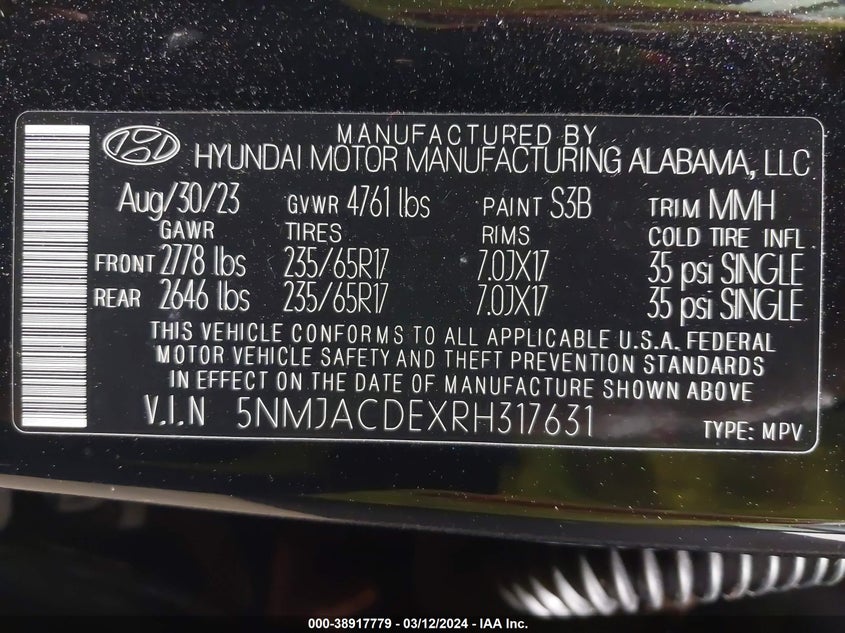 MANUFACTURED BY
HYUNDAI MOTOR MANUFACTURING ALABAMA, LLC
Aug/30/23 GVWR 4761 lbs PAINT S3B TRIM MMH
GAWR TIRES RIMS COLD TIRE INFL
FRONT 2778 lbs 235/65R17 7.0JX17 35 psi SINGLE
REAR 2646 lbs 235/65R17 7.0JX17 35 psi SINGLE
THIS VEHICLE CONFORMS TO ALL APPLICABLE U.S.A. FEDERAL
MOTOR VEHICLE SAFETY AND THEFT PREVENTION STANDARDS
IN EFFECT ON THE DATE OF MANUFACTURE SHOWN ABOVE
V.I.N 5NMJACDEXRH317631 TYPE: MPV
000-38917779 - 03/12/2024 - IAA Inc.